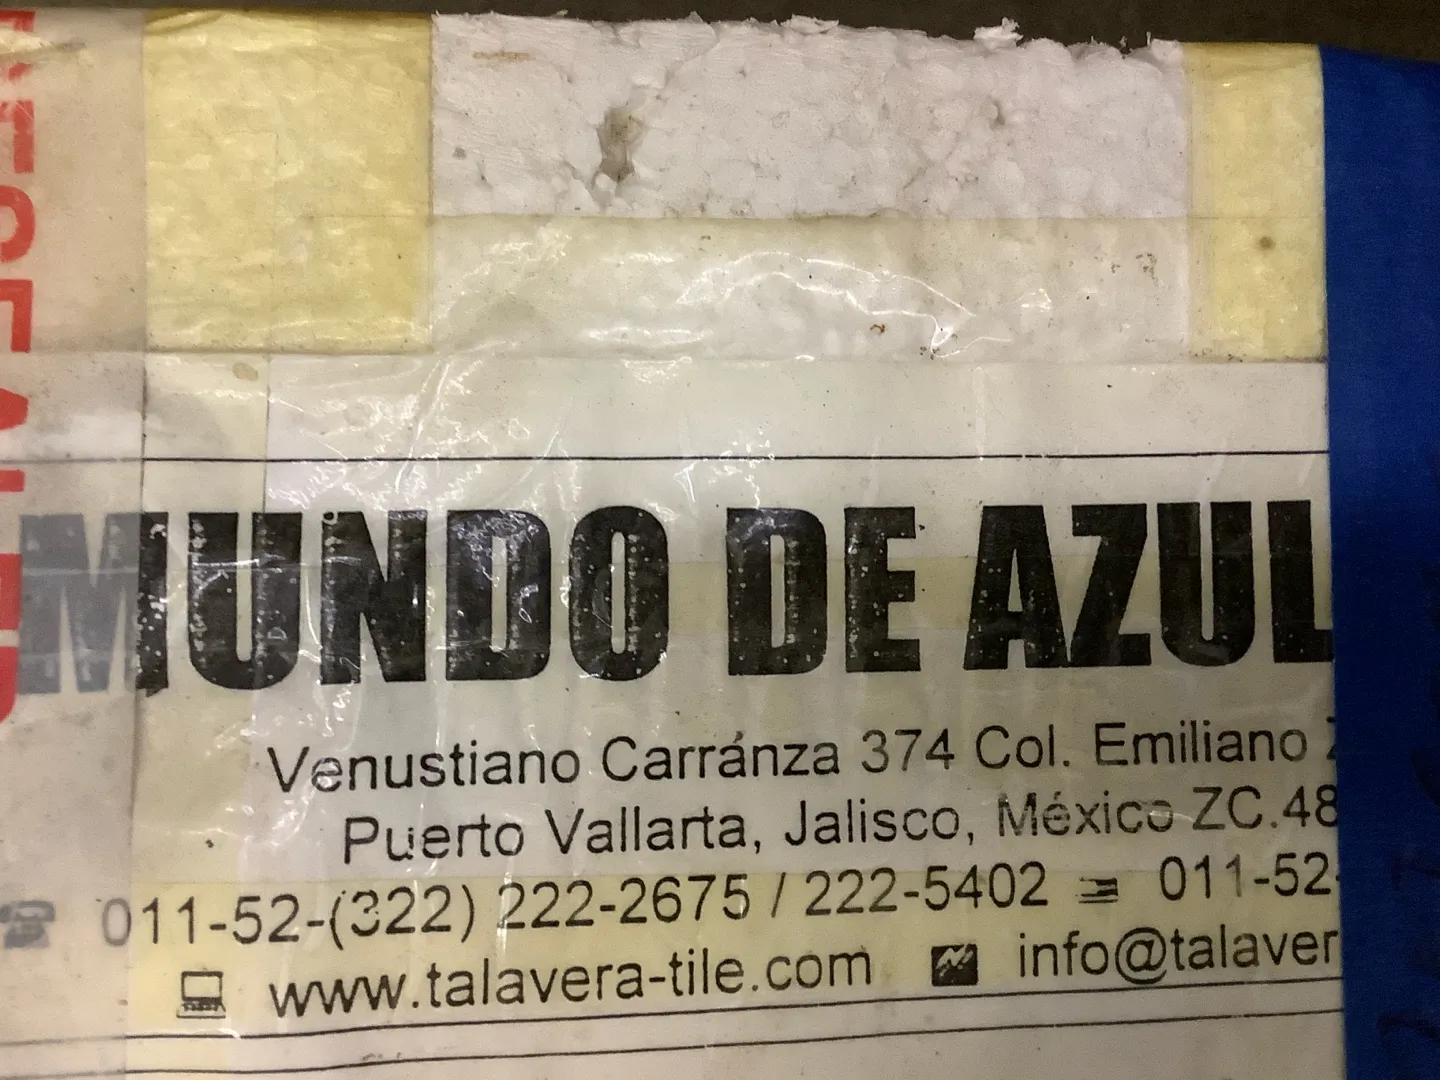 MUNDO DE AZUL
Venustiano Carránza 374 Col. Emiliano
Puerto Vallarta, Jalisco, México ZC.48
011-52-(322) 222-2675 / 222-5402 011-52-
www.talavera-tile.com info@talaver